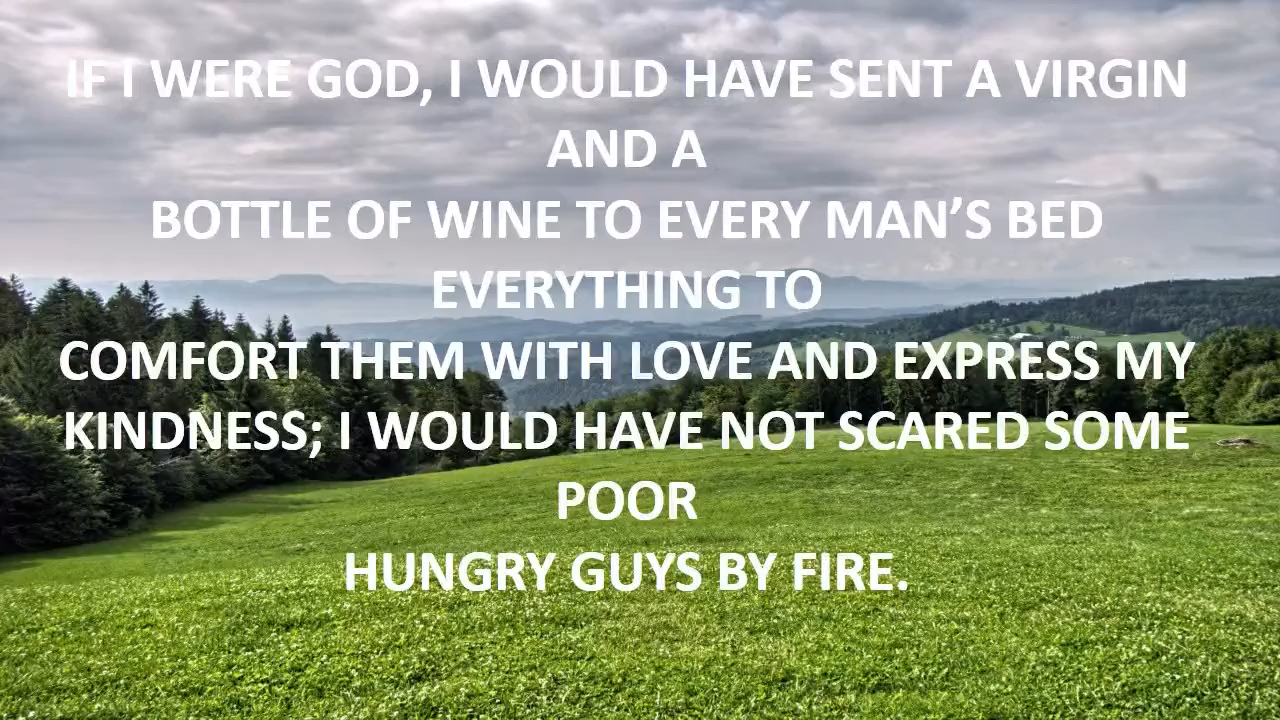 IF I WERE GOD, I WOULD HAVE SENT A VIRGIN
AND A
BOTTLE OF WINE TO EVERY MAN’S BED
EVERYTHING TO
COMFORT THEM WITH LOVE AND EXPRESS MY
KINDNESS; I WOULD HAVE NOT SCARED SOME
POOR
HUNGRY GUYS BY FIRE.